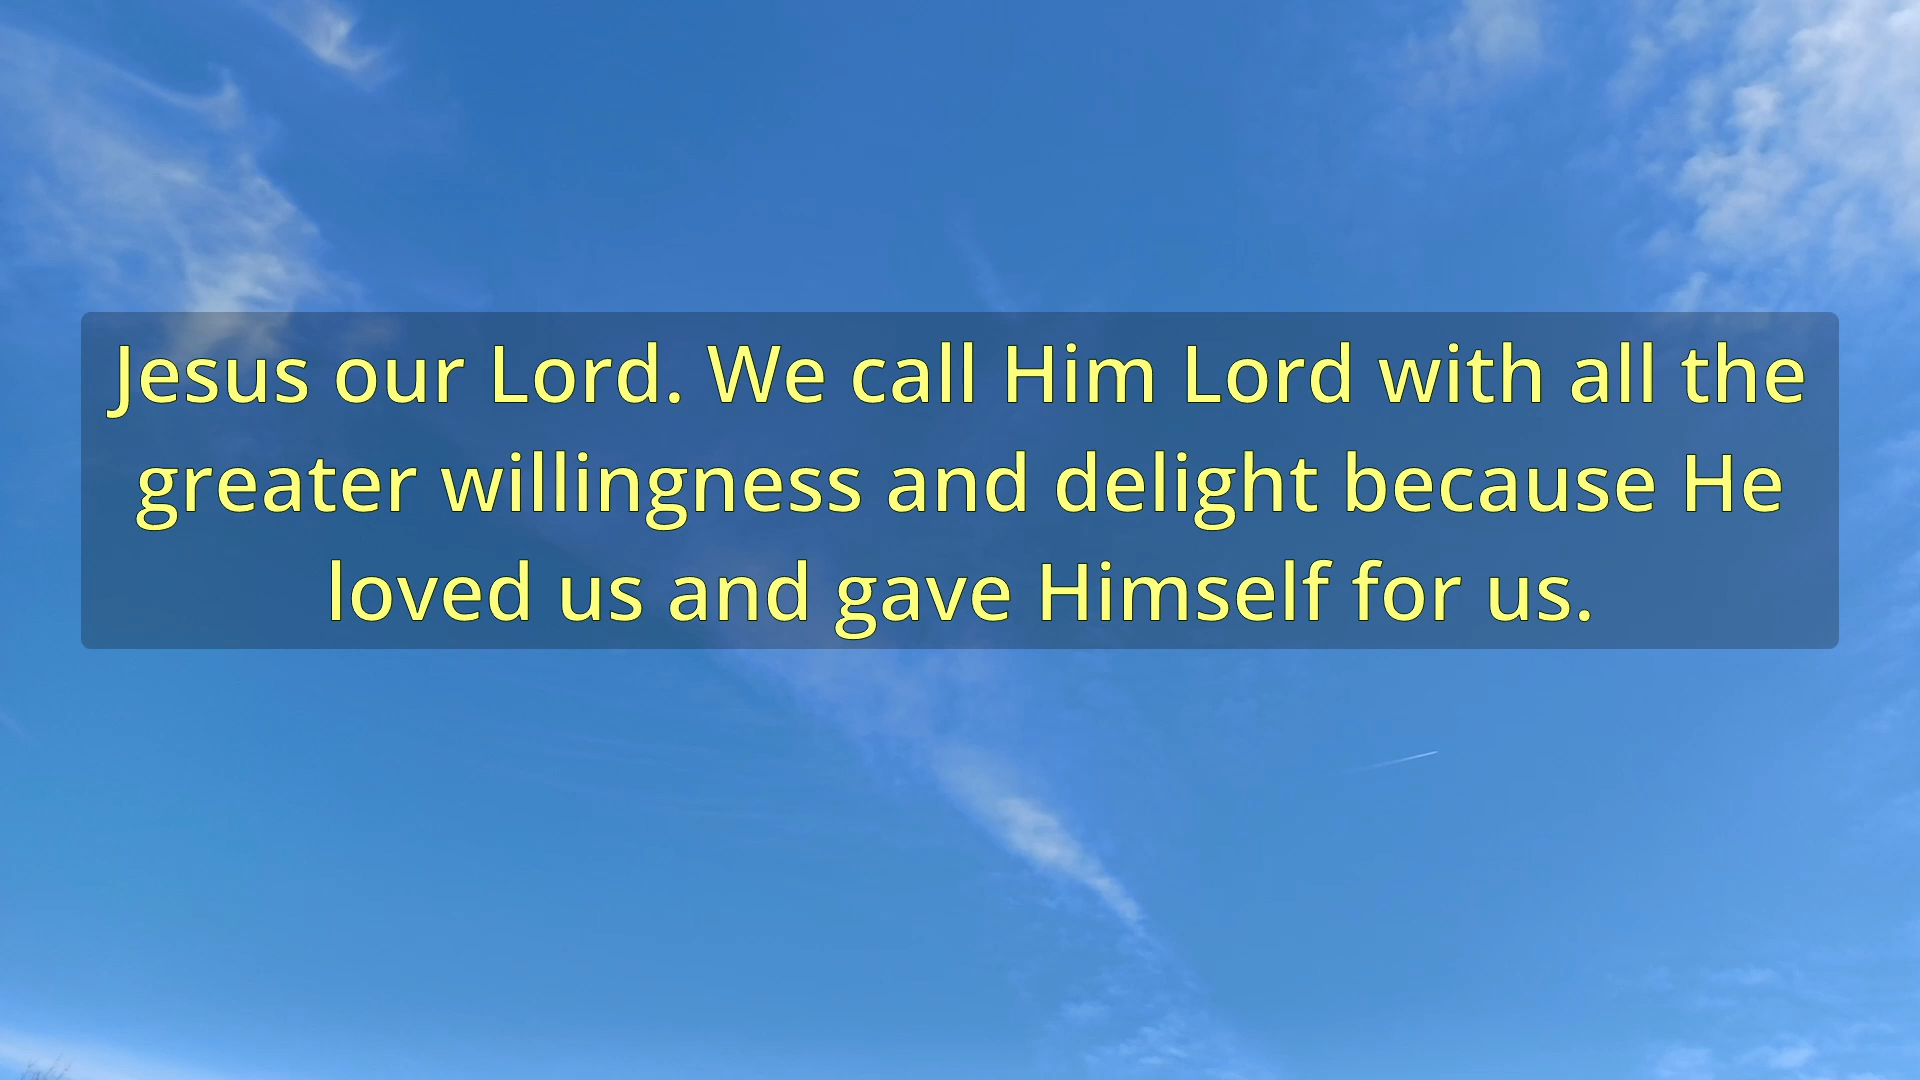 Jesus our Lord. We call Him Lord with all the
greater willingness and delight because He
loved us and gave Himself for us.